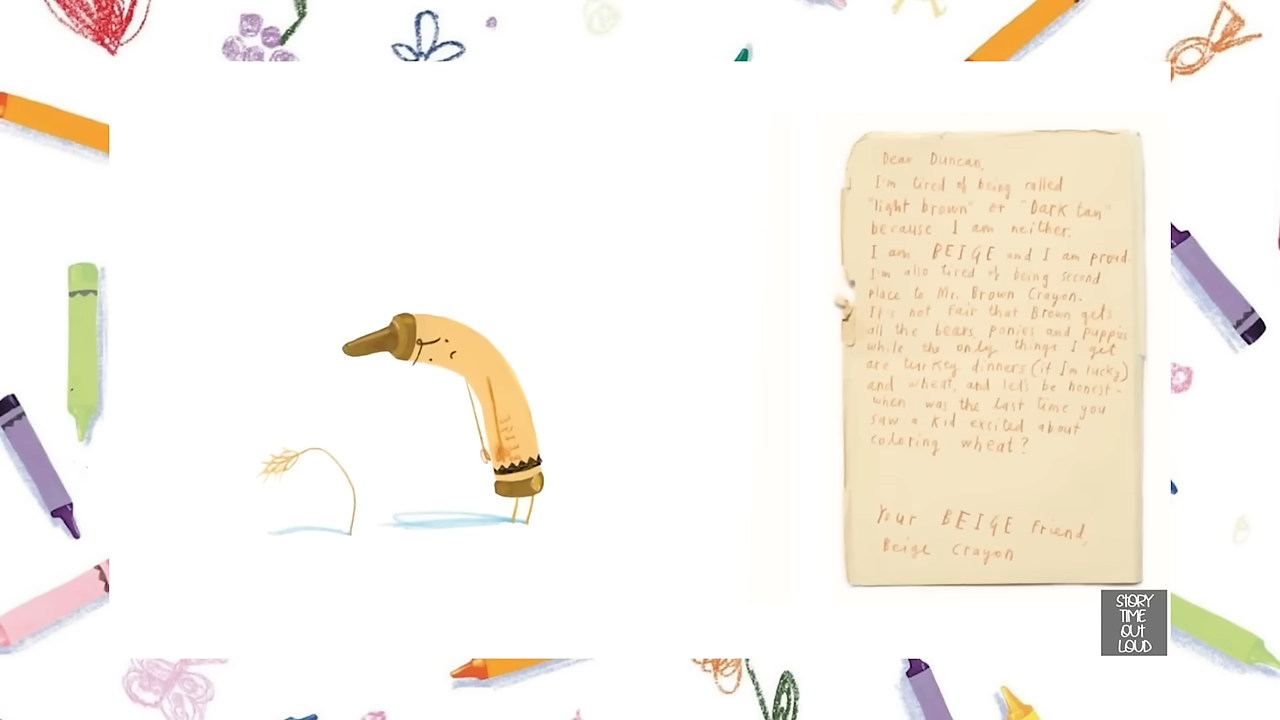 Dear Duncan,
I'm tired of being called
"light brown" or "Dark tan"
because I am neither.
I am BEIGE and I am proud.
I'm also tired of being second
place to Mr. Brown Crayon.
It's not fair that Brown gets
all the bears, ponies and puppies
while the only things I get
are turkey dinners (if I'm lucky)
and wheat, and let's be honest-
when was the last time you
saw a kid excited about
coloring wheat?
Your BEIGE friend,
Beige Crayon
BEIGE
STORY
TIME
OUT
LOUD